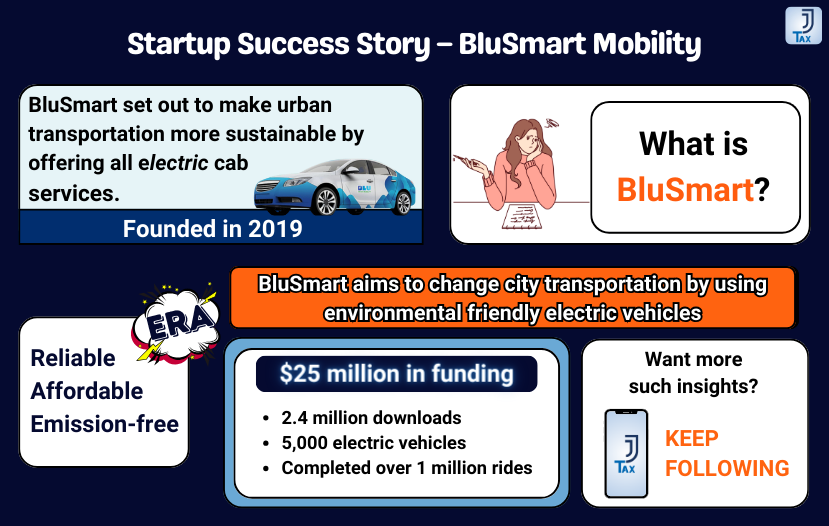 Startup Success Story – BluSmart Mobility
J
TAX
BluSmart set out to make urban
transportation more sustainable by
offering all electric cab
services.
Founded in 2019
What is
BluSmart?
BluSmart aims to change city transportation by using
environmental friendly electric vehicles
ERA
Reliable
Affordable
Emission-free
$25 million in funding
• 2.4 million downloads
• 5,000 electric vehicles
• Completed over 1 million rides
Want more
such insights?
J
TAX
KEEP
FOLLOWING